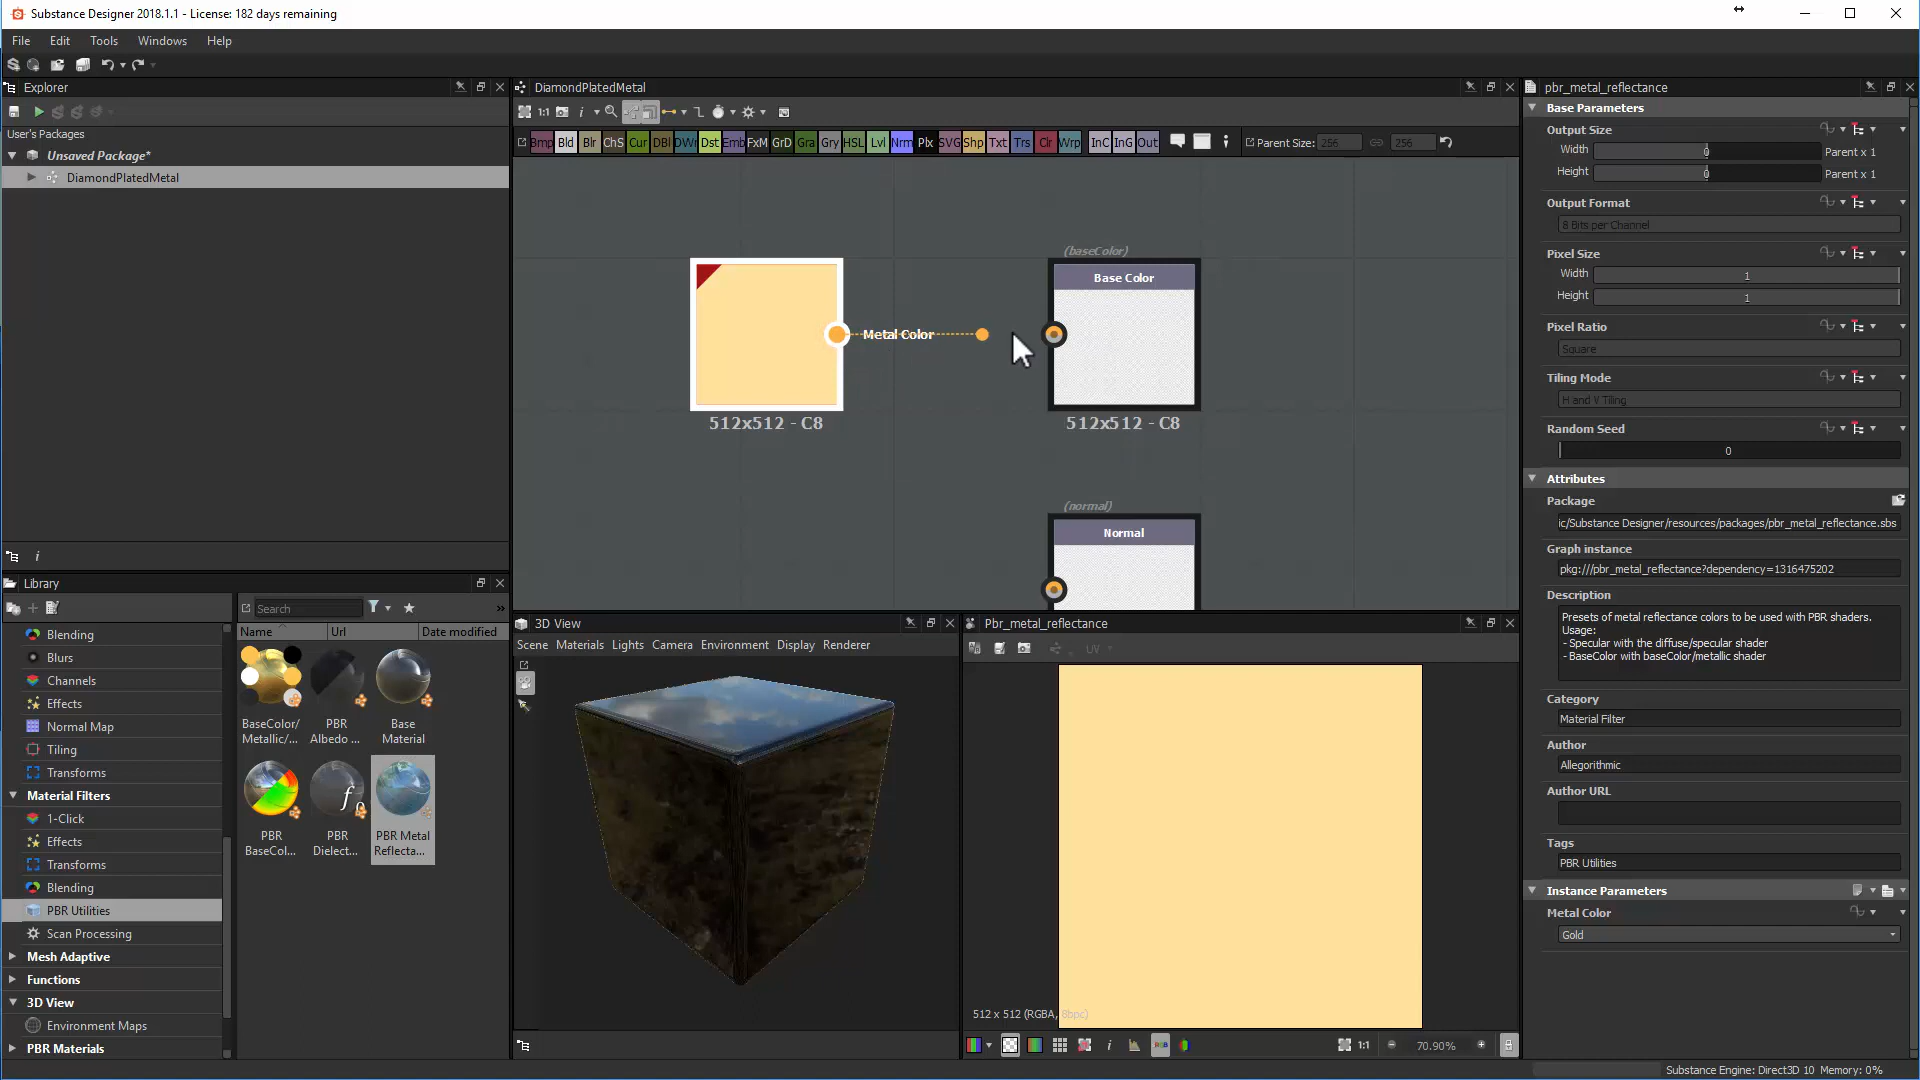 Substance Designer 2018.1.1 - License: 182 days remaining
File Edit Tools Windows Help
Explorer
User's Packages
Unsaved Package*
DiamondPlatedMetal
DiamondPlatedMetal
1:1
Bmp Bld Blr ChS Cur DBl DWr Dst Emb FxM GrD Gra Gry HSL Lvl Nrm Plx SVG Shp Txt Trs Clr Wrp InC InG Out
Parent Size: 256 256
Metal Color
512x512 - C8
(baseColor)
Base Color
512x512 - C8
(normal)
Normal
Library
Search
Name Url Date modified
Blending
Blurs
Channels
Effects
Normal Map
Tiling
Transforms
Material Filters
1-Click
Effects
Transforms
Blending
PBR Utilities
Scan Processing
Mesh Adaptive
Functions
3D View
Environment Maps
PBR Materials
BaseColor/
Metallic/...
PBR
Albedo ...
Base
Material
PBR
BaseCol...
PBR
Dielect...
PBR Metal
Reflecta...
3D View
Scene Materials Lights Camera Environment Display Renderer
Pbr_metal_reflectance
UV
512 x 512 (RGBA, 8bpc)
1:1
70.90%
pbr_metal_reflectance
Base Parameters
Output Size
Width 0 Parent x 1
Height 0 Parent x 1
Output Format
8 Bits per Channel
Pixel Size
Width 1
Height 1
Pixel Ratio
Square
Tiling Mode
H and V Tiling
Random Seed
0
Attributes
Package
ic/Substance Designer/resources/packages/pbr_metal_reflectance.sbs
Graph instance
pkg:///pbr_metal_reflectance?dependency=1316475202
Description
Presets of metal reflectance colors to be used with PBR shaders.
Usage:
- Specular with the diffuse/specular shader
- BaseColor with baseColor/metallic shader
Category
Material Filter
Author
Allegorithmic
Author URL
Tags
PBR Utilities
Instance Parameters
Metal Color
Gold
Substance Engine: Direct3D 10 Memory: 0%